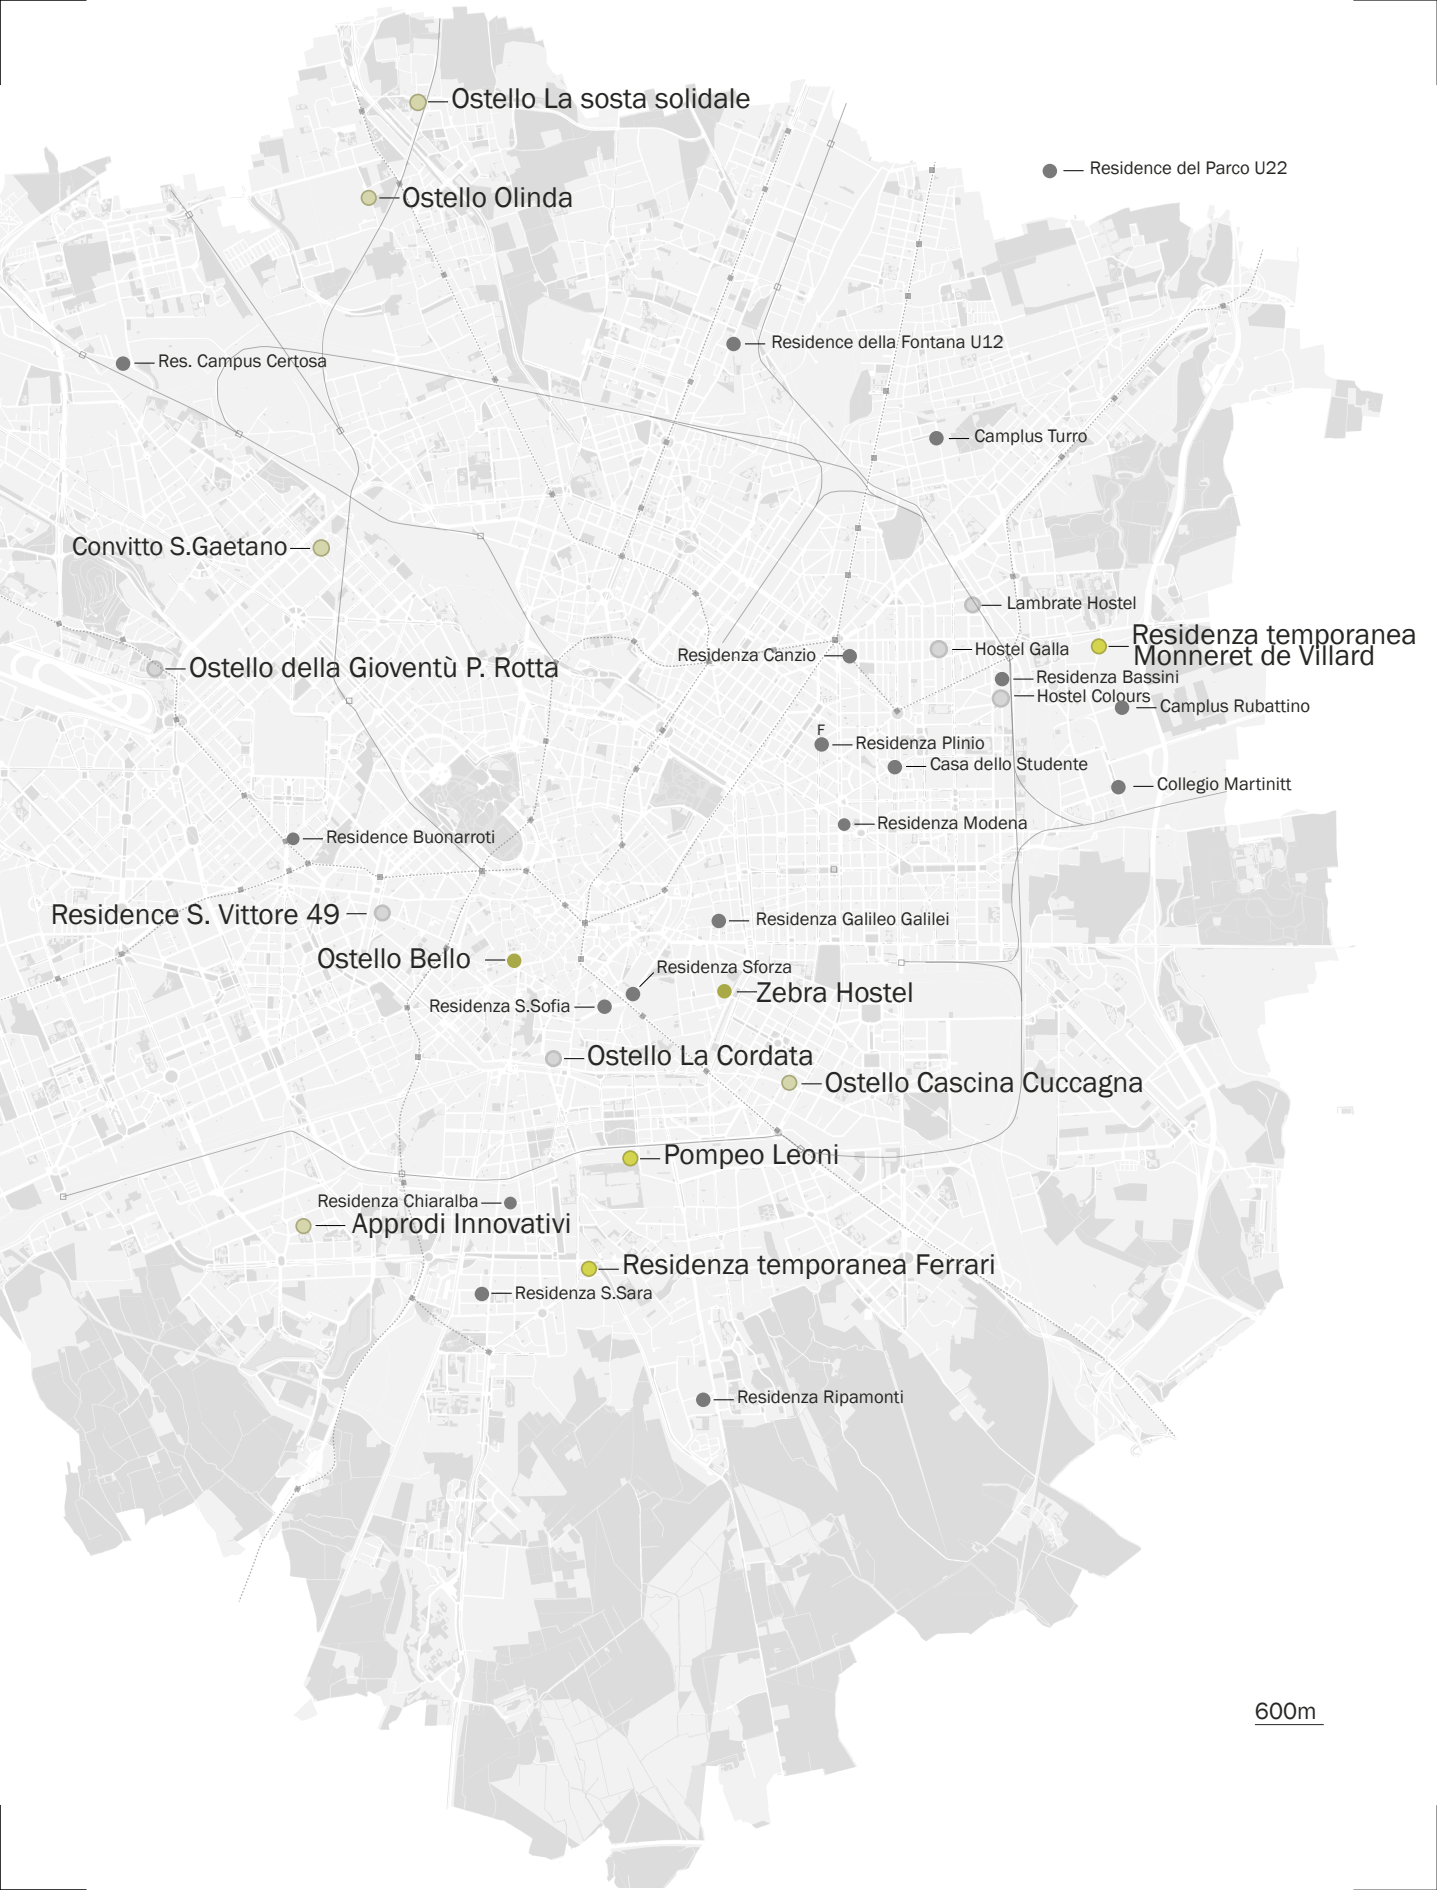 Ostello La sosta solidale
Residence del Parco U22
Ostello Olinda
Residence della Fontana U12
Res. Campus Certosa
Camplus Turro
Convitto S.Gaetano
Lambrate Hostel
Residenza temporanea
Monneret de Villard
Hostel Galla
Residenza Canzio
Ostello della Gioventù P. Rotta
Residenza Bassini
Hostel Colours
Camplus Rubattino
F
Residenza Plinio
Casa dello Studente
Collegio Martinitt
Residenza Modena
Residence Buonarroti
Residence S. Vittore 49
Residenza Galileo Galilei
Ostello Bello
Residenza Sforza
Zebra Hostel
Residenza S.Sofia
Ostello La Cordata
Ostello Cascina Cuccagna
Pompeo Leoni
Residenza Chiaralba
Approdi Innovativi
Residenza temporanea Ferrari
Residenza S.Sara
Residenza Ripamonti
600m